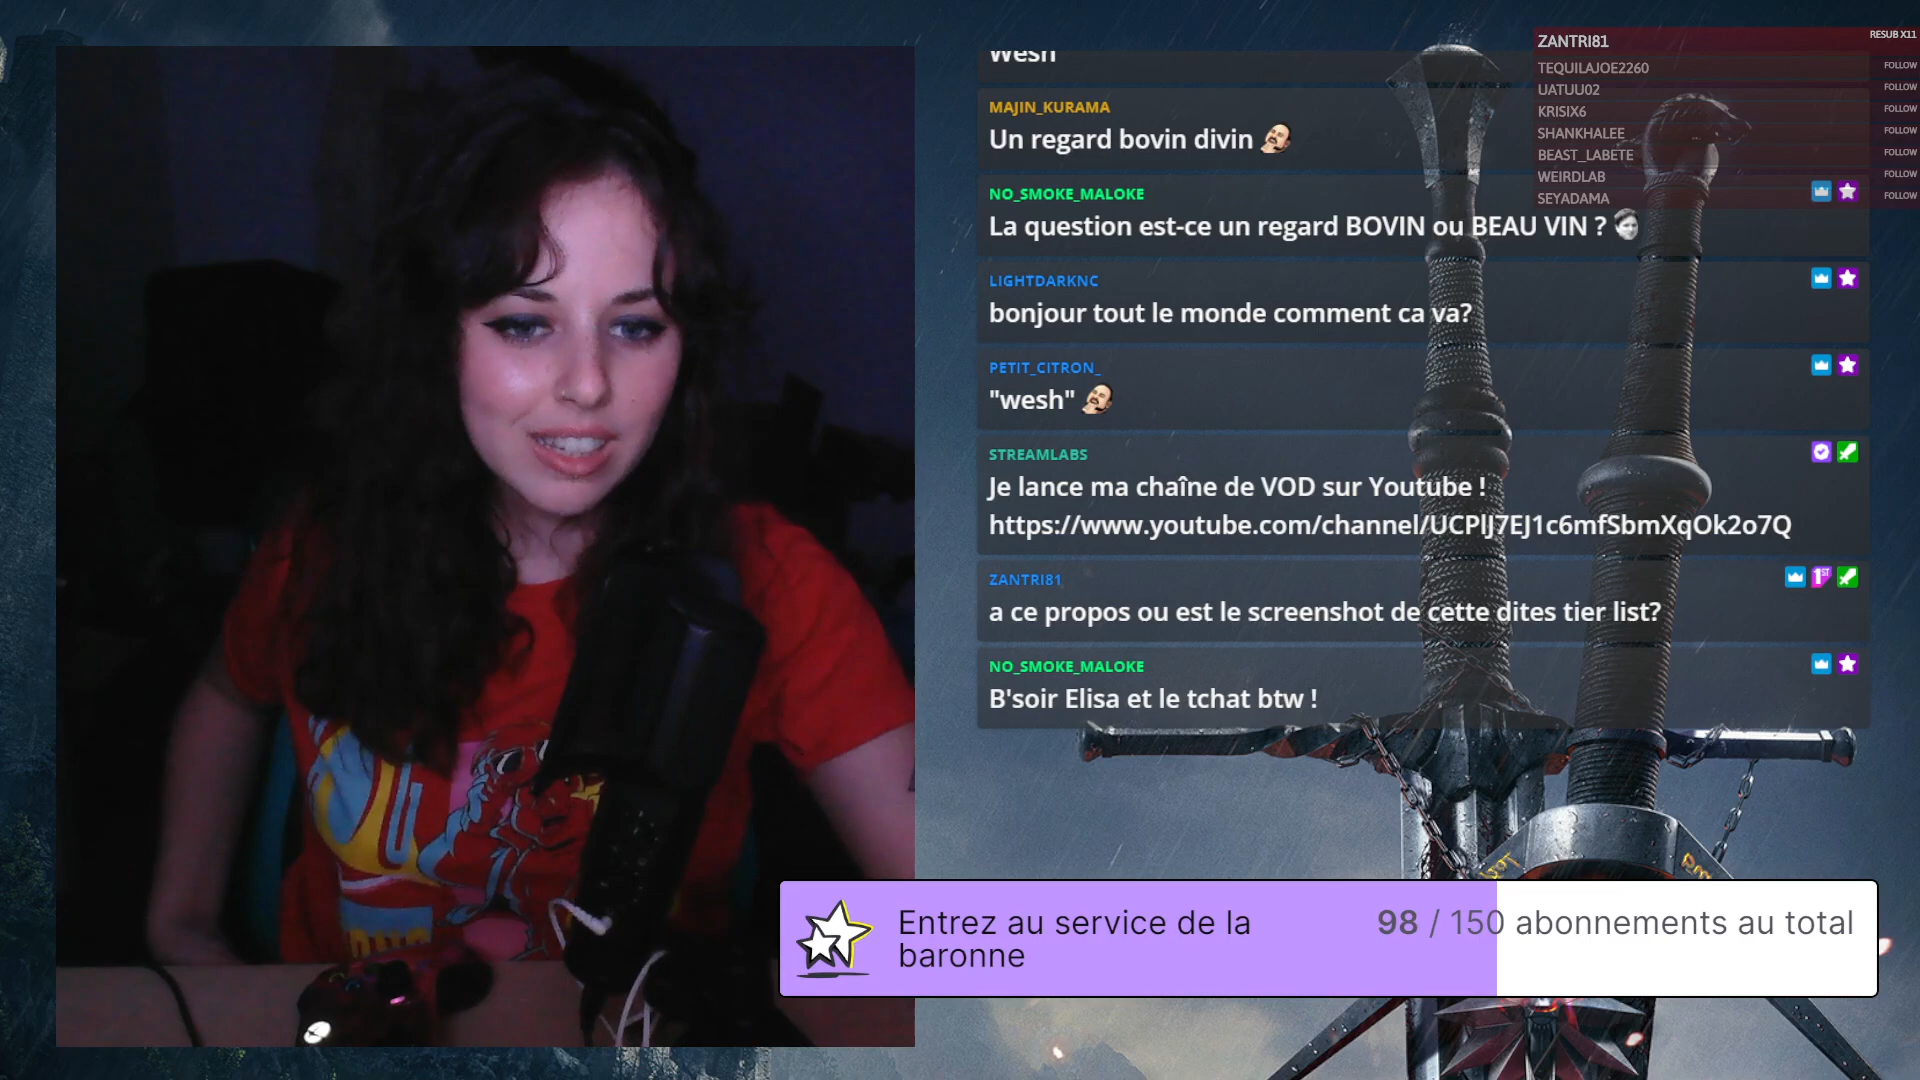 Wesh
MAJIN_KURAMA
Un regard bovin divin
NO_SMOKE_MALOKE
La question est-ce un regard BOVIN ou BEAU VIN ?
LIGHTDARKNC
bonjour tout le monde comment ca va?
PETIT_CITRON_
"wesh"
STREAMLABS
Je lance ma chaîne de VOD sur Youtube !
https://www.youtube.com/channel/UCPlJ7EJ1c6mfSbmXqOk2o7Q
ZANTRI81
1ST
a ce propos ou est le screenshot de cette dites tier list?
NO_SMOKE_MALOKE
B'soir Elisa et le tchat btw !
ZANTRI81 RESUB X11
TEQUILAJOE2260 FOLLOW
UATUU02 FOLLOW
KRISIX6 FOLLOW
SHANKHALEE FOLLOW
BEAST_LABETE FOLLOW
WEIRDLAB FOLLOW
SEYADAMA FOLLOW
Entrez au service de la
baronne
98 / 150 abonnements au total